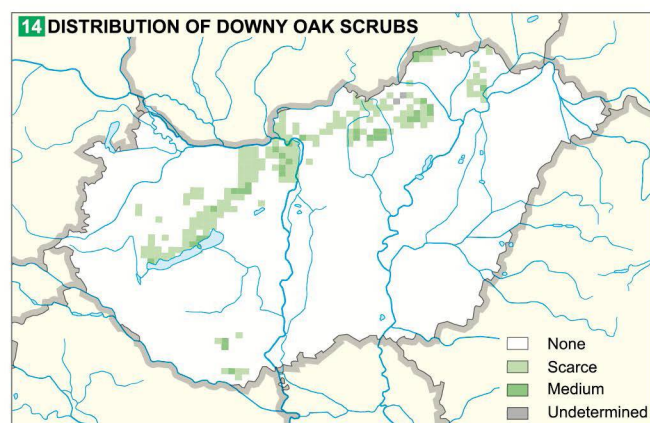 14 DISTRIBUTION OF DOWNY OAK SCRUBS
None
Scarce
Medium
Undetermined